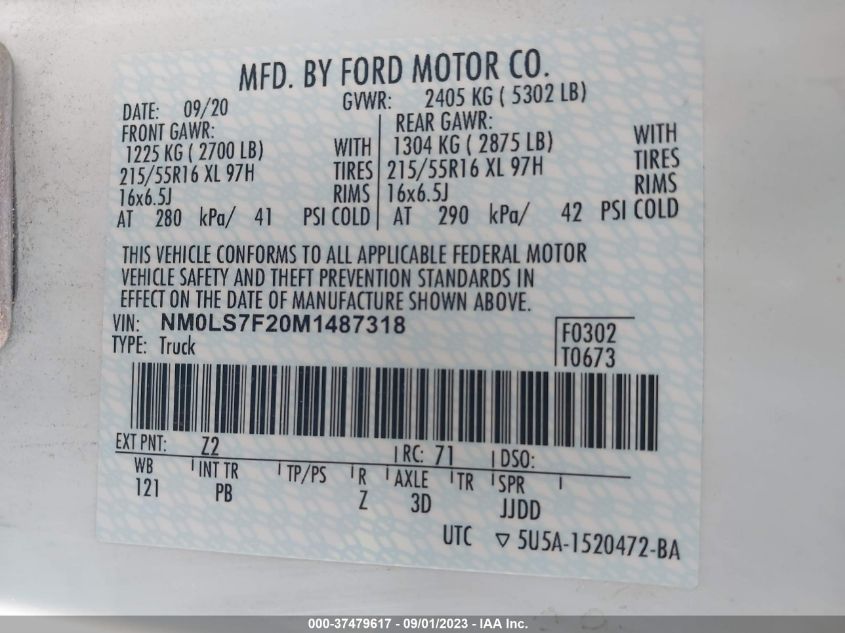 MFD. BY FORD MOTOR CO.
DATE: 09/20 GVWR: 2405 KG ( 5302 LB)
FRONT GAWR: REAR GAWR:
1225 KG ( 2700 LB) WITH 1304 KG ( 2875 LB) WITH
215/55R16 XL 97H TIRES 215/55R16 XL 97H TIRES
16x6.5J RIMS 16x6.5J RIMS
AT 280 kPa/ 41 PSI COLD AT 290 kPa/ 42 PSI COLD
THIS VEHICLE CONFORMS TO ALL APPLICABLE FEDERAL MOTOR
VEHICLE SAFETY AND THEFT PREVENTION STANDARDS IN
EFFECT ON THE DATE OF MANUFACTURE SHOWN ABOVE.
VIN: NM0LS7F20M1487318 F0302
TYPE: Truck T0673
EXT PNT: Z2 RC: 71 DSO:
WB INT TR TP/PS R AXLE TR SPR
121 PB Z 3D JJDD
UTC ▽ 5U5A-1520472-BA
000-37479617 - 09/01/2023 - IAA Inc.